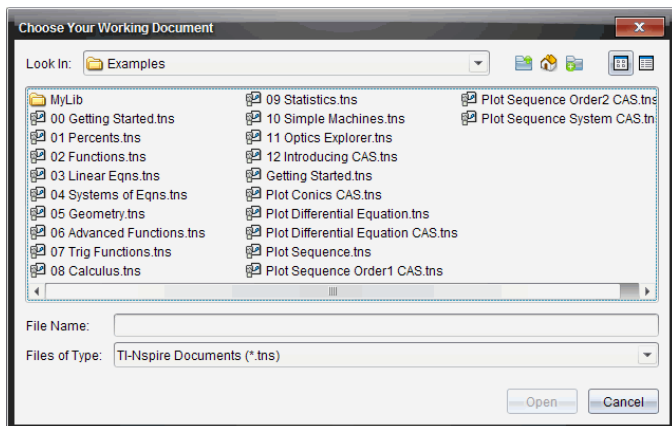 Choose Your Working Document
Look In: Examples
MyLib
00 Getting Started.tns
01 Percents.tns
02 Functions.tns
03 Linear Eqns.tns
04 Systems of Eqns.tns
05 Geometry.tns
06 Advanced Functions.tns
07 Trig Functions.tns
08 Calculus.tns
09 Statistics.tns
10 Simple Machines.tns
11 Optics Explorer.tns
12 Introducing CAS.tns
Getting Started.tns
Plot Conics CAS.tns
Plot Differential Equation.tns
Plot Differential Equation CAS.tns
Plot Sequence.tns
Plot Sequence Order1 CAS.tns
Plot Sequence Order2 CAS.tns
Plot Sequence System CAS.tn
File Name:
Files of Type: TI-Nspire Documents (*.tns)
Open Cancel